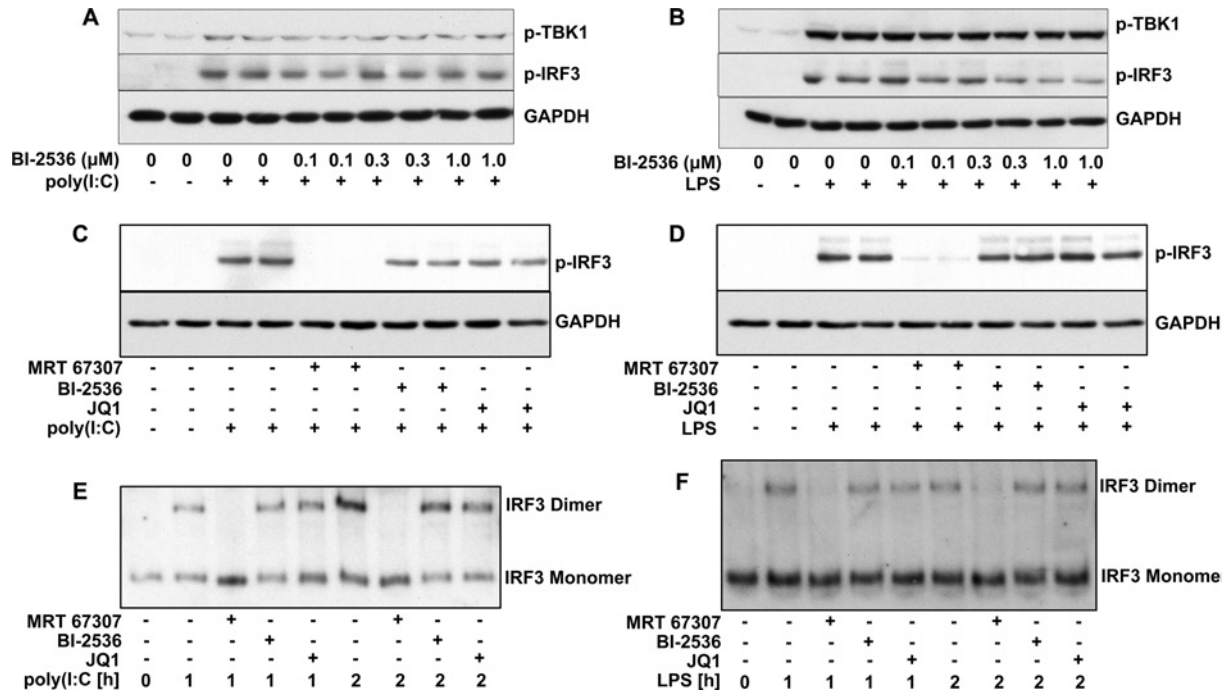 A
p-TBK1
p-IRF3
GAPDH
BI-2536 (µM) 0 0 0 0 0.1 0.1 0.3 0.3 1.0 1.0
poly(I:C) - - + + + + + + + +
B
p-TBK1
p-IRF3
GAPDH
BI-2536 (µM) 0 0 0 0 0.1 0.1 0.3 0.3 1.0 1.0
LPS - - + + + + + + + +
C
p-IRF3
GAPDH
MRT 67307 - - - - + + - - - -
BI-2536 - - - - - - + + - -
JQ1 - - - - - - - - + +
poly(I:C) - - + + + + + + + +
D
p-IRF3
GAPDH
MRT 67307 - - - - + + - - - -
BI-2536 - - - - - - + + - -
JQ1 - - - - - - - - + +
LPS - - + + + + + + + +
E
IRF3 Dimer
IRF3 Monomer
MRT 67307 - - + - - - + - -
BI-2536 - - - + - - - + -
JQ1 - - - - + - - - +
poly(I:C) [h] 0 1 1 1 1 2 2 2 2
F
IRF3 Dimer
IRF3 Monome
MRT 67307 - - + - - - + - -
BI-2536 - - - + - - - + -
JQ1 - - - - + - - - +
LPS [h] 0 1 1 1 1 2 2 2 2